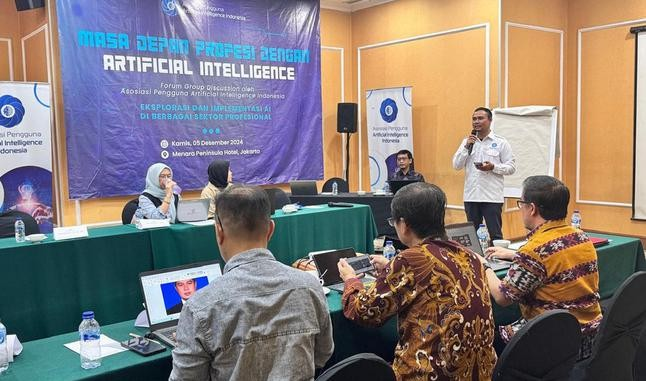 Asosiasi Pengguna
Artificial Intelligence Indonesia
MASA DEPAN PROFESI DENGAN
ARTIFICIAL INTELLIGENCE
Forum Group Discussion oleh
Asosiasi Pengguna Artificial Intelligence Indonesia
EKSPLORASI DAN IMPLEMENTASI AI
DI BERBAGAI SEKTOR PROFESIONAL
Kamis, 05 Desember 2024
Menara Peninsula Hotel, Jakarta
Asosiasi Pengguna
Artificial Intelligence
Indonesia
Asosiasi Pengguna
Artificial Intelligence
Indonesia